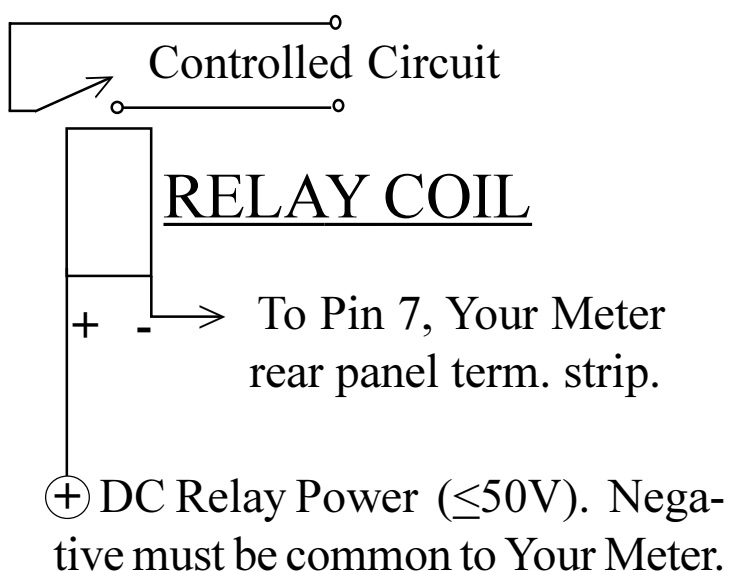 Controlled Circuit
RELAY COIL
+ -
To Pin 7, Your Meter
rear panel term. strip.
+ DC Relay Power (≤50V). Nega-
tive must be common to Your Meter.